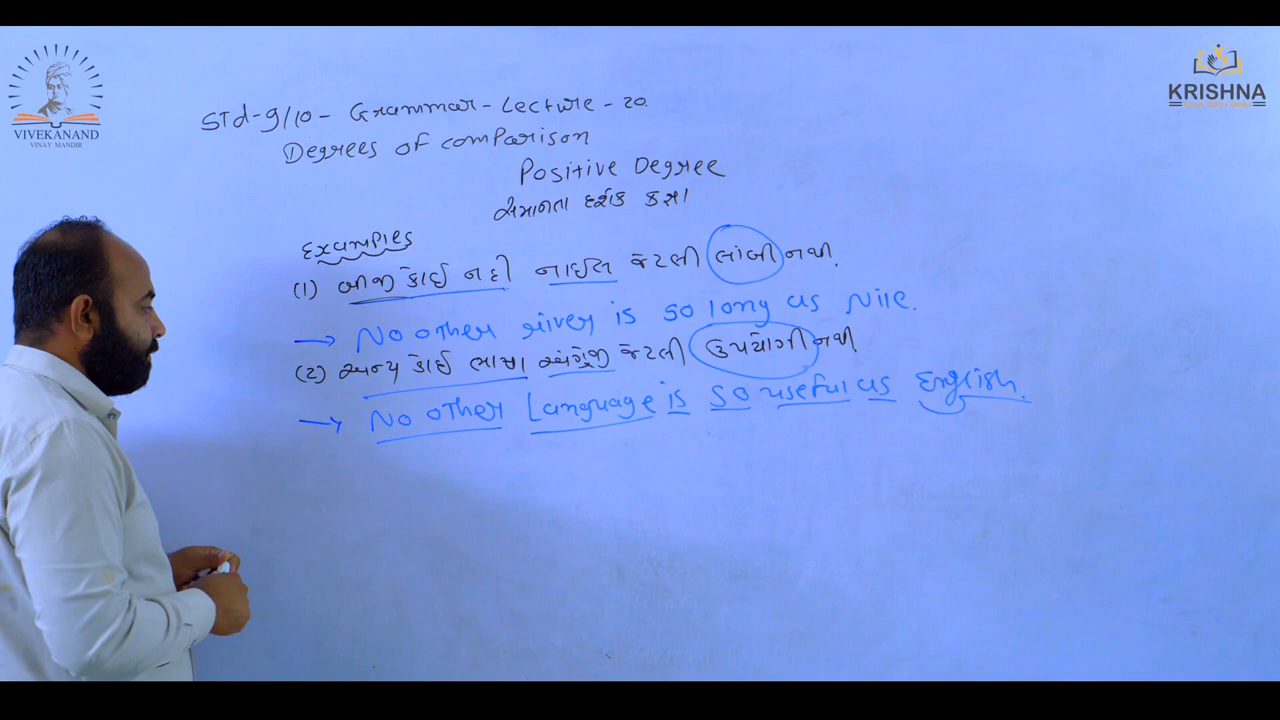 VIVEKANAND
VINAY MANDIR
KRISHNA
STd-9/10 - Grammar - Lecture - 20.
Degrees of comparison
Positive Degree
સમાનતા દર્શક કક્ષા
Examples
(1) બીજી કોઈ નદી નાઈલ જેટલી લાંબી નથી.
→ No other river is so long as Nile.
(2) અન્ય કોઈ ભાષા અંગ્રેજી જેટલી ઉપયોગી નથી
→ No other Language is so useful as English.